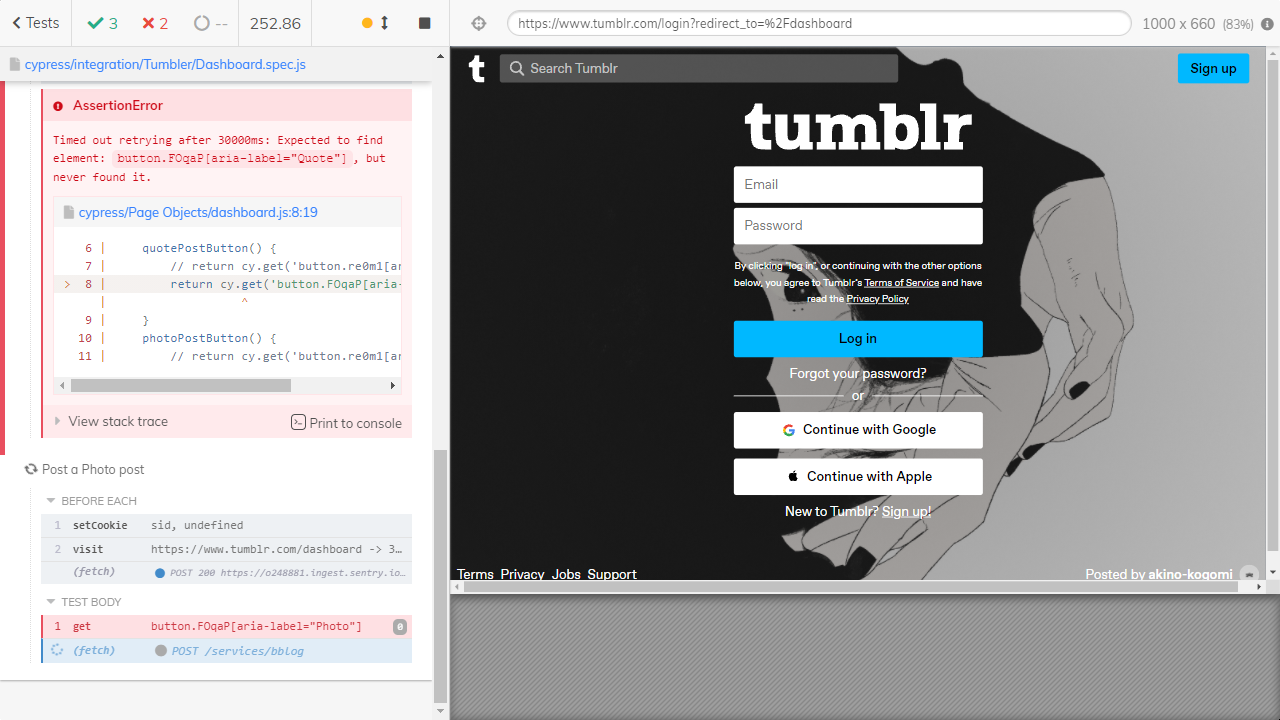 Tests
3
2
--
252.86
https://www.tumblr.com/login?redirect_to=%2Fdashboard
1000 x 660 (83%)
cypress/integration/Tumbler/Dashboard.spec.js
AssertionError
Timed out retrying after 30000ms: Expected to find
element: button.FOqaP[aria-label="Quote"], but
never found it.
cypress/Page Objects/dashboard.js:8:19
6 | quotePostButton() {
7 | // return cy.get('button.re0m1[ar
> 8 | return cy.get('button.FOqaP[aria-
| ^
9 | }
10 | photoPostButton() {
11 | // return cy.get('button.re0m1[ar
View stack trace
Print to console
Post a Photo post
BEFORE EACH
1 setCookie sid, undefined
2 visit https://www.tumblr.com/dashboard -> 3...
(fetch) POST 200 https://o248881.ingest.sentry.io...
TEST BODY
1 get button.FOqaP[aria-label="Photo"] 0
(fetch) POST /services/bblog
t
Search Tumblr
Sign up
tumblr
Email
Password
By clicking "log in", or continuing with the other options
below, you agree to Tumblr's Terms of Service and have
read the Privacy Policy
Log in
Forgot your password?
or
Continue with Google
Continue with Apple
New to Tumblr? Sign up!
Terms Privacy Jobs Support
Posted by akino-kogomi